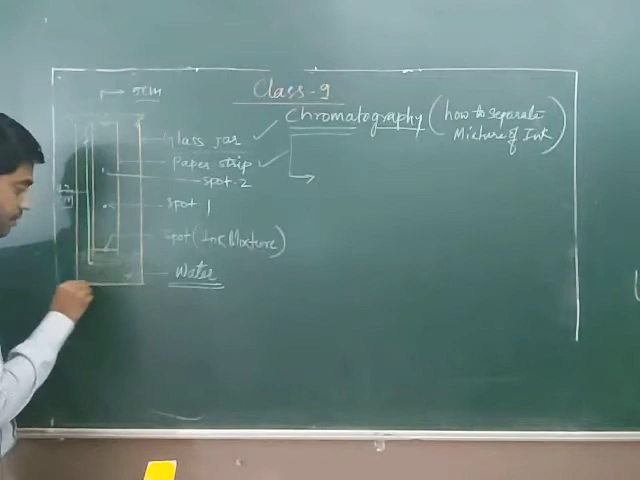 Class-9
5cm
Chromatography (how to separate
Mixture of Ink)
Glass jar
Paper strip
spot-2
spot 1
spot (Ink Mixture)
Water